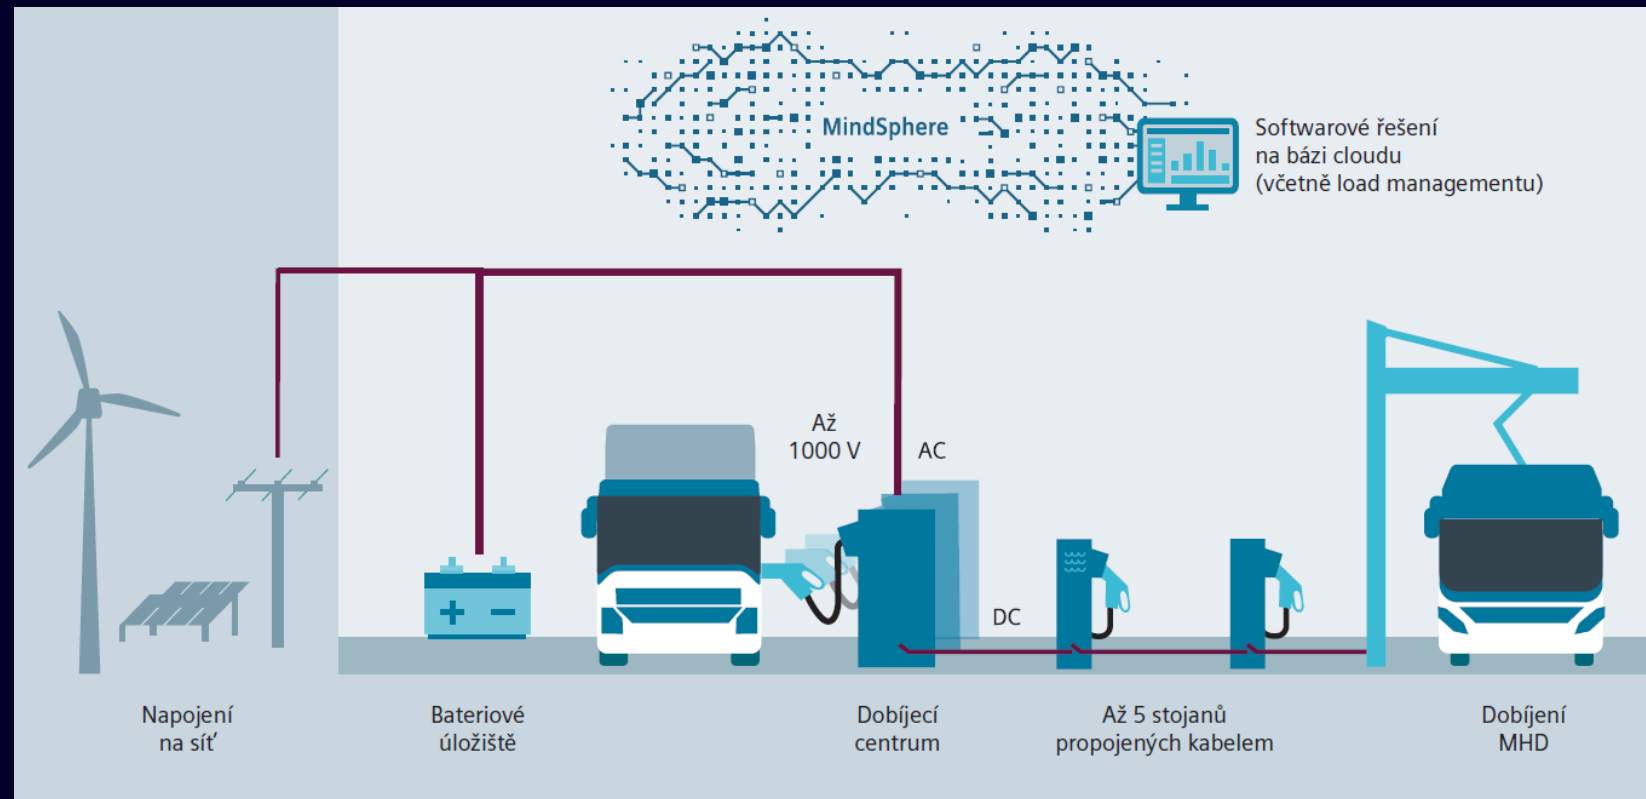 MindSphere
Softwarové řešení
na bázi cloudu
(včetně load managementu)
Až
1000 V
AC
DC
Napojení
na síť
Bateriové
úložiště
Dobíjecí
centrum
Až 5 stojanů
propojených kabelem
Dobíjení
MHD